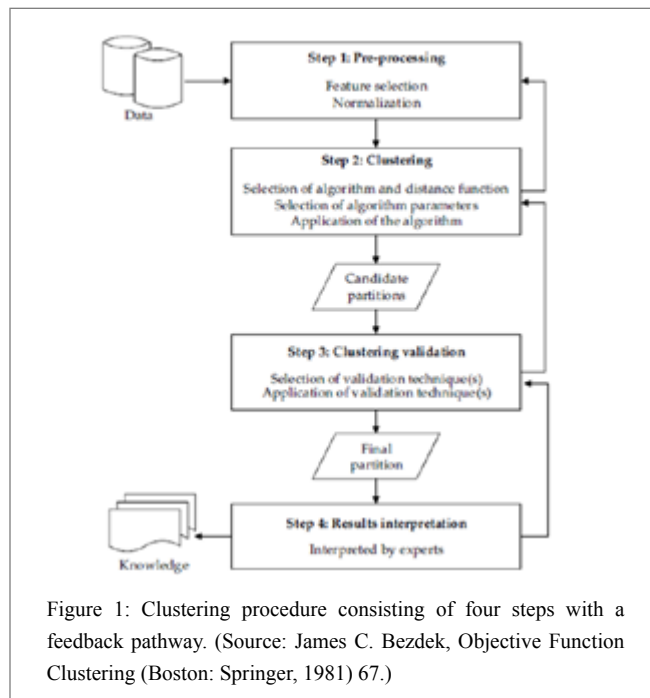 Step 1: Pre-processing
Feature selection
Normalization
Data
Step 2: Clustering
Selection of algorithm and distance function
Selection of algorithm parameters
Application of the algorithm
Candidate
partitions
Step 3: Clustering validation
Selection of validation technique(s)
Application of validation technique(s)
Final
partition
Step 4: Results interpretation
Interpreted by experts
Knowledge
Figure 1: Clustering procedure consisting of four steps with a
feedback pathway. (Source: James C. Bezdek, Objective Function
Clustering (Boston: Springer, 1981) 67.)